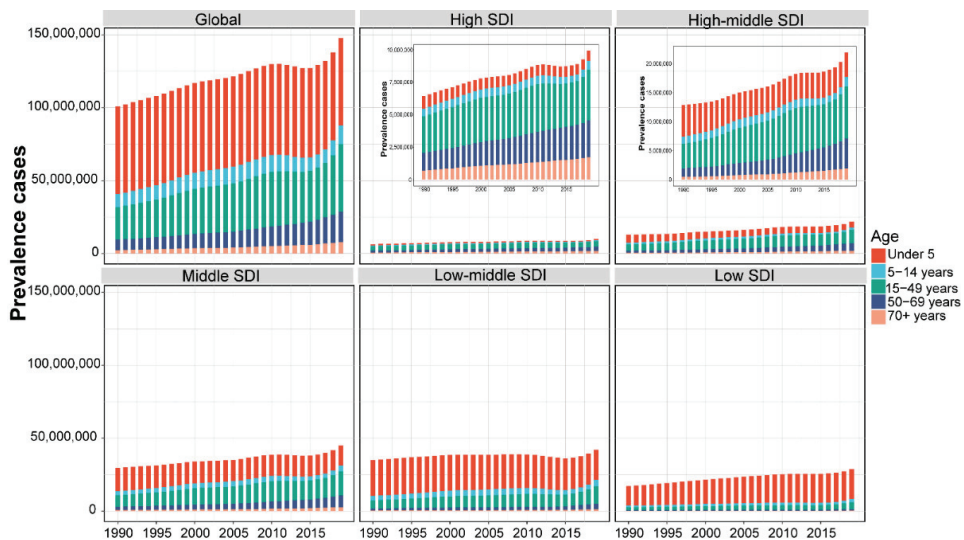 Global
High SDI
High-middle SDI
150,000,000
100,000,000
50,000,000
0
Prevalence cases
10,000,000
7,500,000
5,000,000
2,500,000
0
Prevalence cases
1990 1995 2000 2005 2010 2015
20,000,000
15,000,000
10,000,000
5,000,000
0
Prevalence cases
1990 1995 2000 2005 2010 2015
Age
Under 5
5−14 years
15−49 years
50−69 years
70+ years
Middle SDI
Low-middle SDI
Low SDI
150,000,000
100,000,000
50,000,000
0
1990 1995 2000 2005 2010 2015
1990 1995 2000 2005 2010 2015
1990 1995 2000 2005 2010 2015